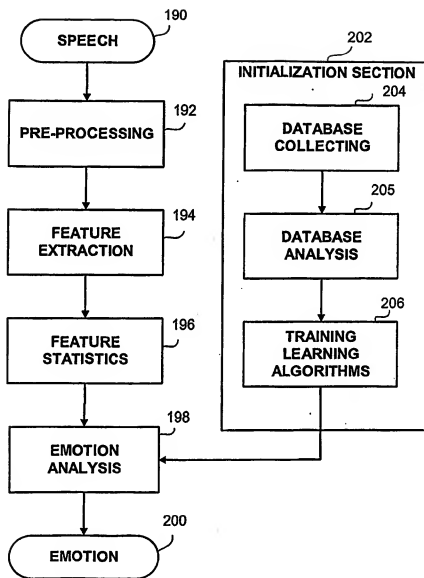 SPEECH
190
PRE-PROCESSING
192
FEATURE
EXTRACTION
194
FEATURE
STATISTICS
196
EMOTION
ANALYSIS
198
EMOTION
200
202
INITIALIZATION SECTION
204
DATABASE
COLLECTING
205
DATABASE
ANALYSIS
206
TRAINING
LEARNING
ALGORITHMS